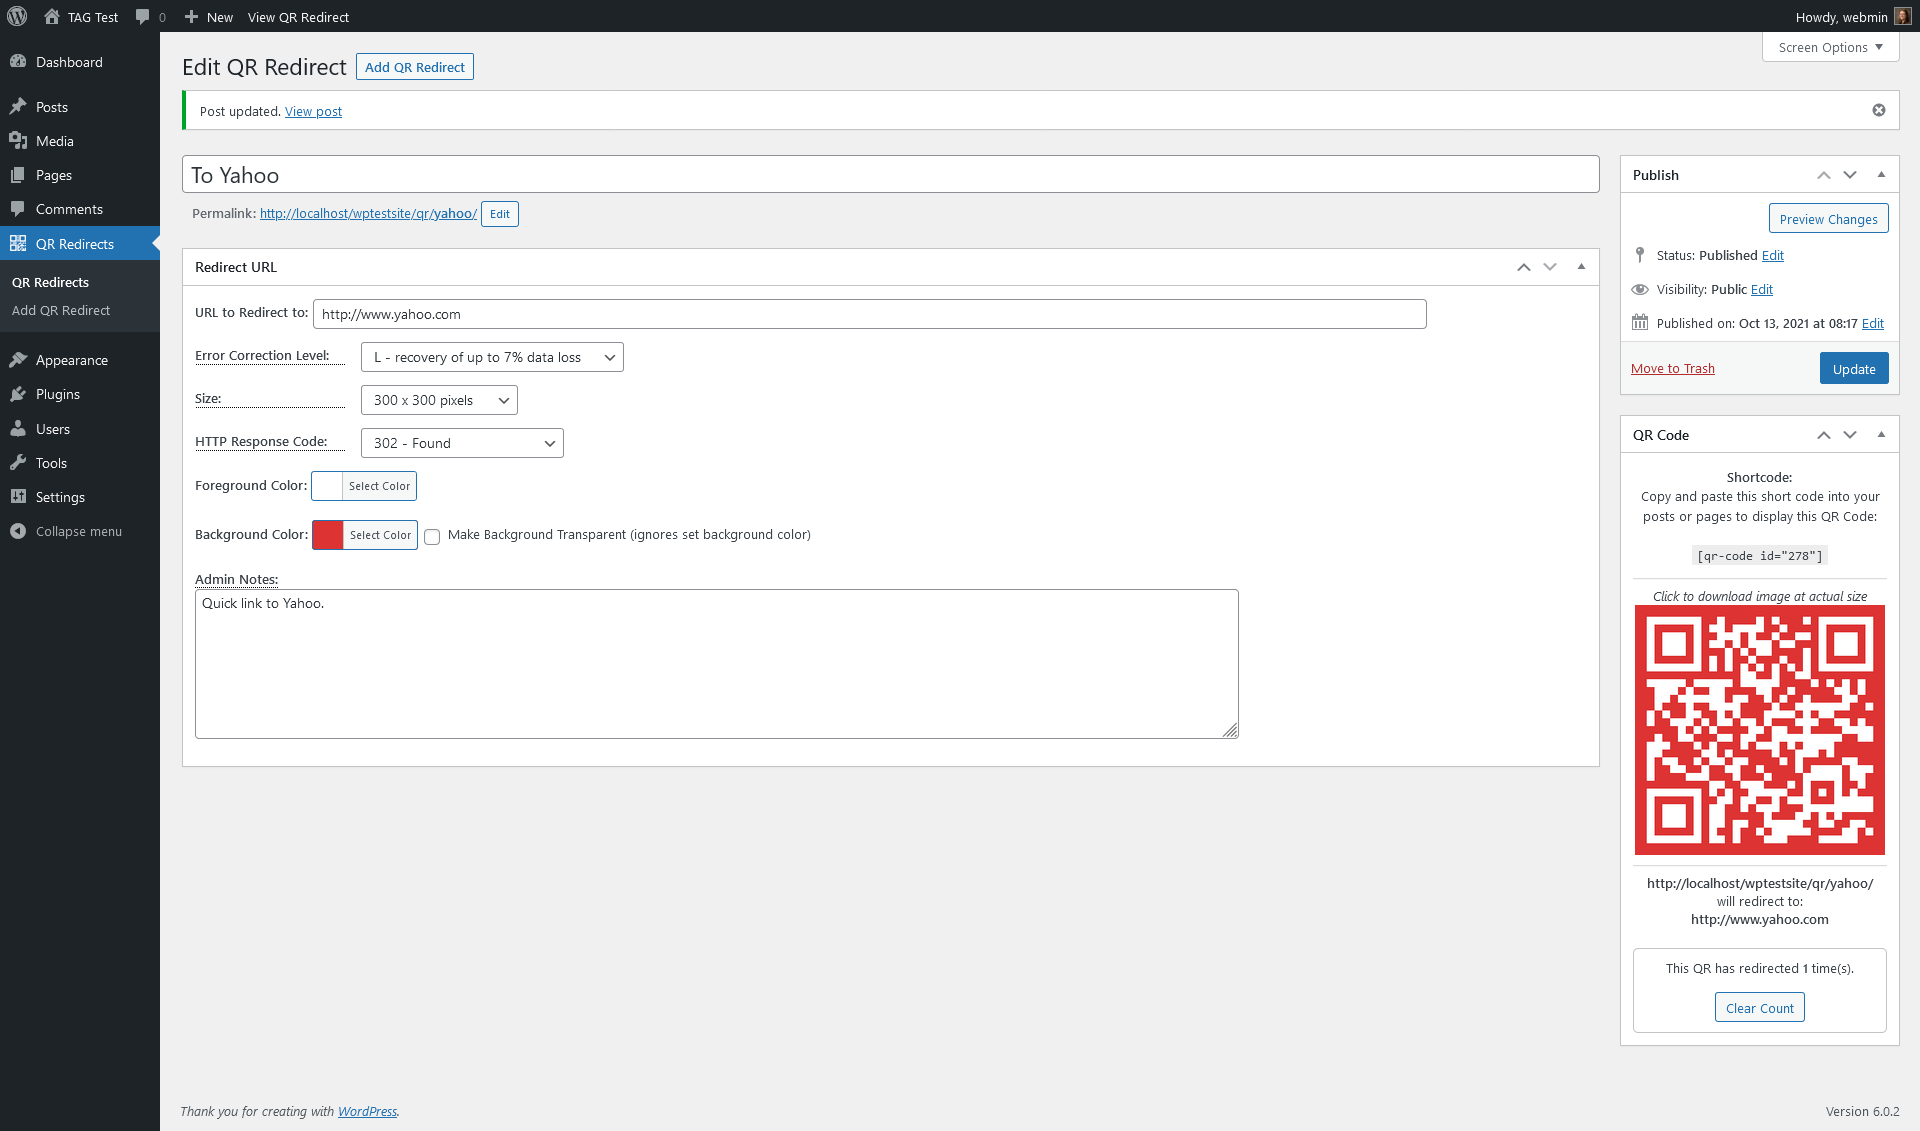 TAG Test
0
New
View QR Redirect
Howdy, webmin
Screen Options
Dashboard
Posts
Media
Pages
Comments
QR Redirects
QR Redirects
Add QR Redirect
Appearance
Plugins
Users
Tools
Settings
Collapse menu
Edit QR Redirect
Add QR Redirect
Post updated. View post
To Yahoo
Permalink: http://localhost/wptestsite/qr/yahoo/ Edit
Redirect URL
URL to Redirect to: http://www.yahoo.com
Error Correction Level: L - recovery of up to 7% data loss
Size: 300 x 300 pixels
HTTP Response Code: 302 - Found
Foreground Color: Select Color
Background Color: Select Color Make Background Transparent (ignores set background color)
Admin Notes:
Quick link to Yahoo.
Publish
Preview Changes
Status: Published Edit
Visibility: Public Edit
Published on: Oct 13, 2021 at 08:17 Edit
Move to Trash
Update
QR Code
Shortcode:
Copy and paste this short code into your
posts or pages to display this QR Code:
[qr-code id="278"]
Click to download image at actual size
http://localhost/wptestsite/qr/yahoo/
will redirect to:
http://www.yahoo.com
This QR has redirected 1 time(s).
Clear Count
Thank you for creating with WordPress.
Version 6.0.2